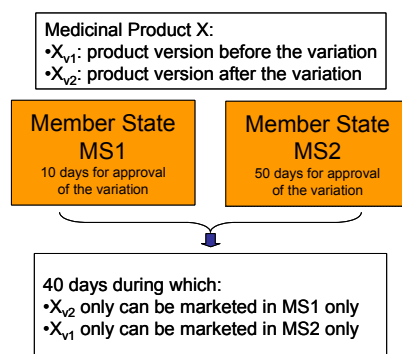 Medicinal Product X:
•Xv1: product version before the variation
•Xv2: product version after the variation
Member State
MS1
10 days for approval
of the variation
Member State
MS2
50 days for approval
of the variation
40 days during which:
•Xv2 only can be marketed in MS1 only
•Xv1 only can be marketed in MS2 only